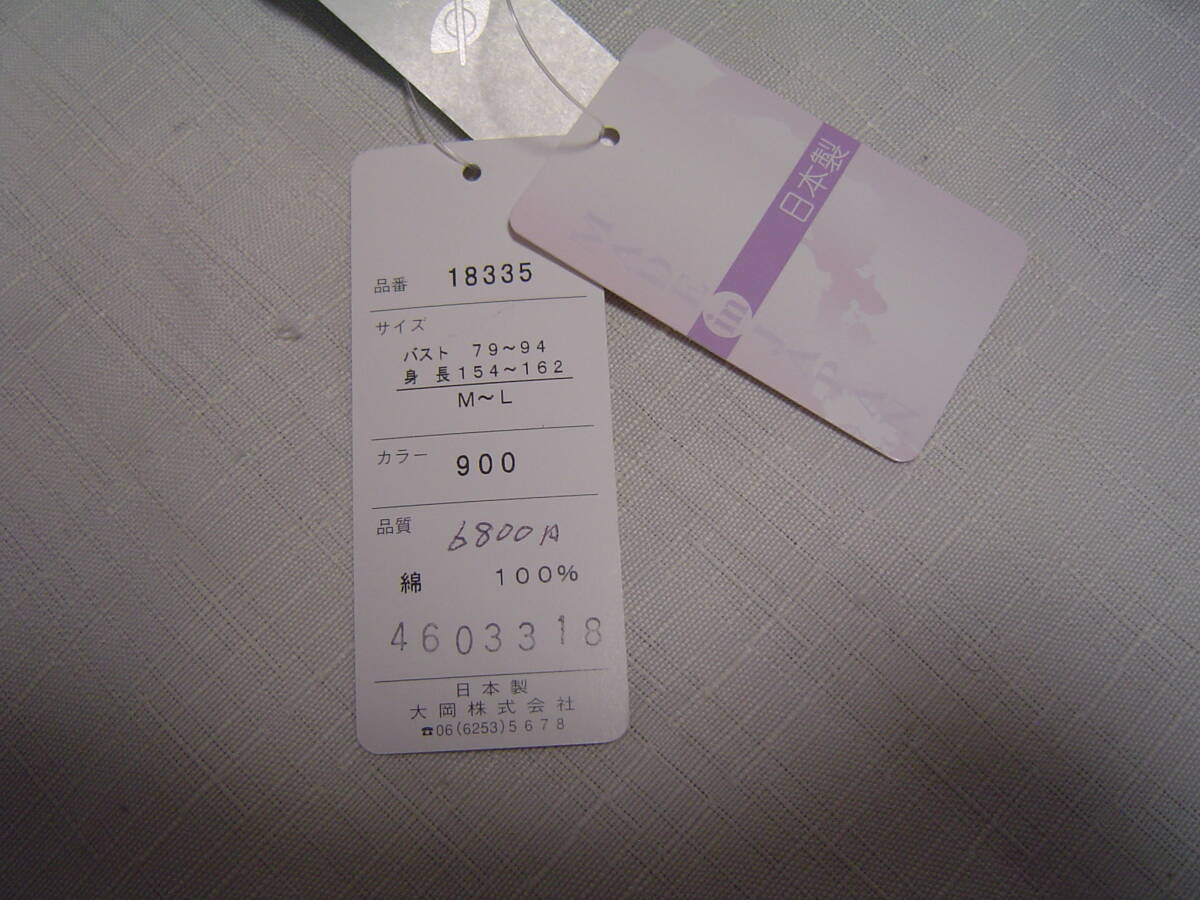 品番 18335
サイズ
バスト 79～94
身長 154～162
M～L
カラー 900
品質 6800円
綿 100%
4603318
日本製
大岡株式会社
☎06(6253)5678
日本製
m